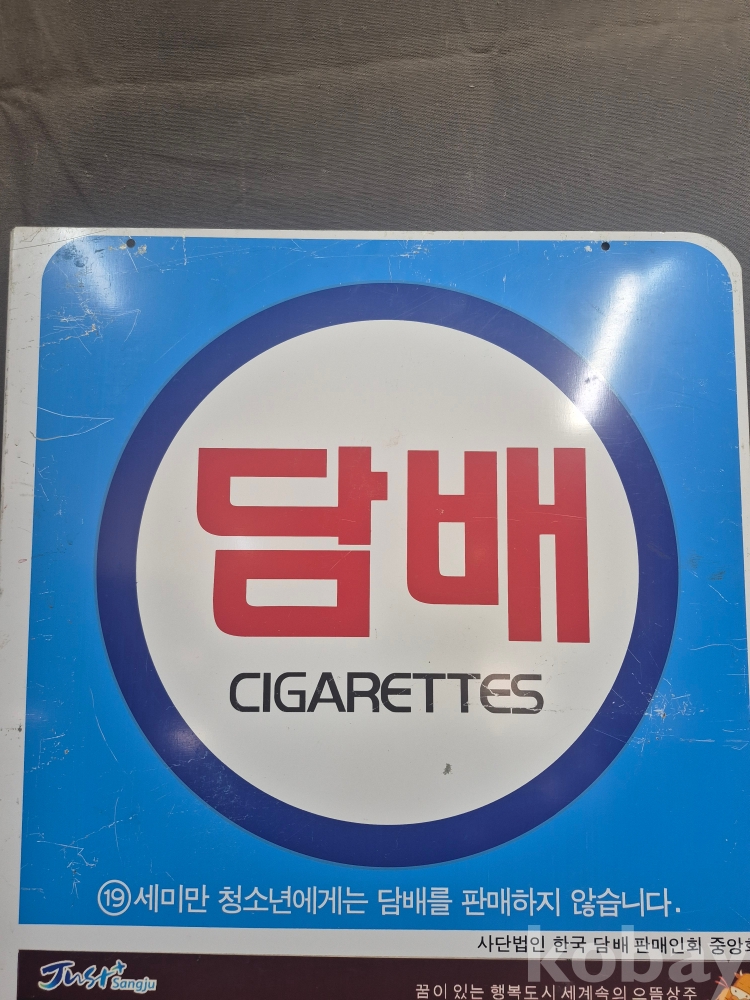 담배
CIGARETTES
⑲세미만 청소년에게는 담배를 판매하지 않습니다.
사단법인 한국 담배 판매인회 중앙회
Just Sangju
꿈이 있는 행복도시 세계속의 으뜸상주
kobay